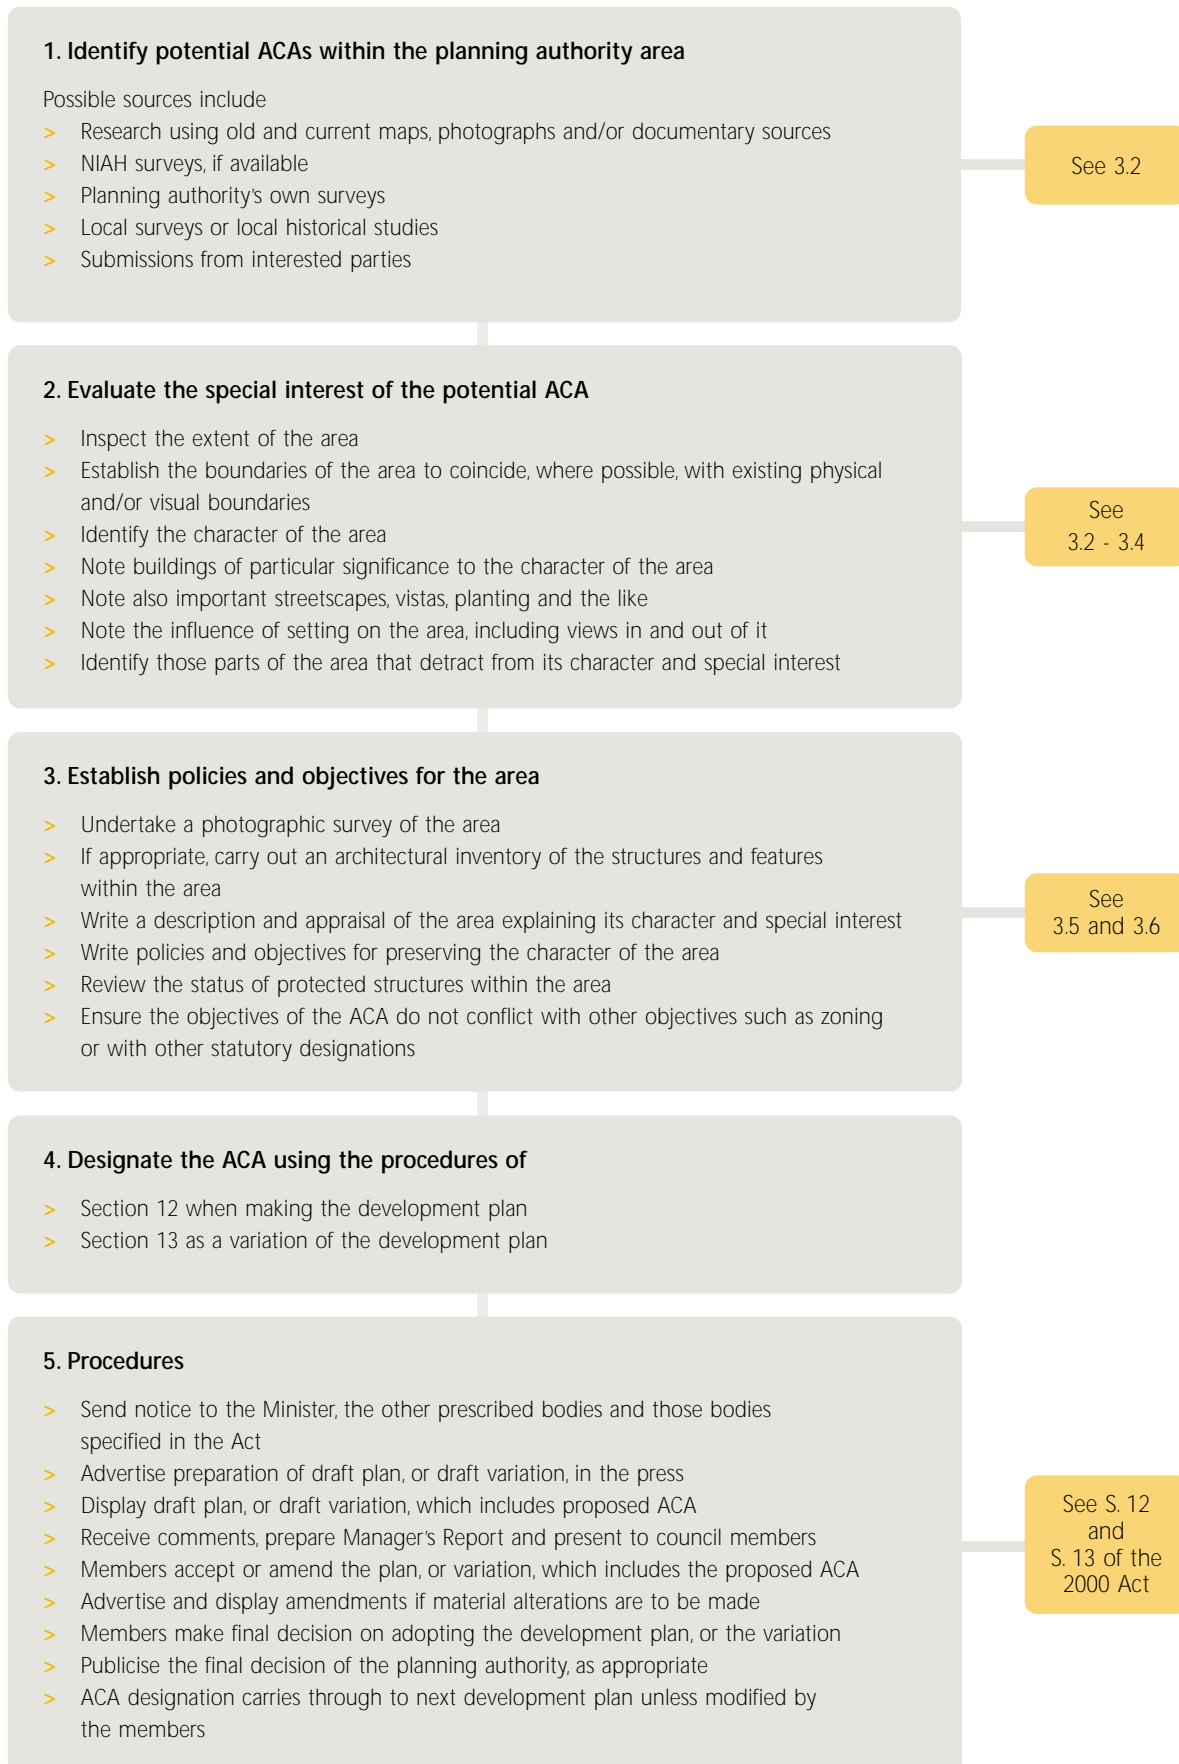 1. Identify potential ACAs within the planning authority area
Possible sources include
> Research using old and current maps, photographs and/or documentary sources
> NIAH surveys, if available
> Planning authority's own surveys
> Local surveys or local historical studies
> Submissions from interested parties
See 3.2
2. Evaluate the special interest of the potential ACA
> Inspect the extent of the area
> Establish the boundaries of the area to coincide, where possible, with existing physical
and/or visual boundaries
> Identify the character of the area
> Note buildings of particular significance to the character of the area
> Note also important streetscapes, vistas, planting and the like
> Note the influence of setting on the area, including views in and out of it
> Identify those parts of the area that detract from its character and special interest
See
3.2 - 3.4
3. Establish policies and objectives for the area
> Undertake a photographic survey of the area
> If appropriate, carry out an architectural inventory of the structures and features
within the area
> Write a description and appraisal of the area explaining its character and special interest
> Write policies and objectives for preserving the character of the area
> Review the status of protected structures within the area
> Ensure the objectives of the ACA do not conflict with other objectives such as zoning
or with other statutory designations
See
3.5 and 3.6
4. Designate the ACA using the procedures of
> Section 12 when making the development plan
> Section 13 as a variation of the development plan
5. Procedures
> Send notice to the Minister, the other prescribed bodies and those bodies
specified in the Act
> Advertise preparation of draft plan, or draft variation, in the press
> Display draft plan, or draft variation, which includes proposed ACA
> Receive comments, prepare Manager's Report and present to council members
> Members accept or amend the plan, or variation, which includes the proposed ACA
> Advertise and display amendments if material alterations are to be made
> Members make final decision on adopting the development plan, or the variation
> Publicise the final decision of the planning authority, as appropriate
> ACA designation carries through to next development plan unless modified by
the members
See S. 12
and
S. 13 of the
2000 Act